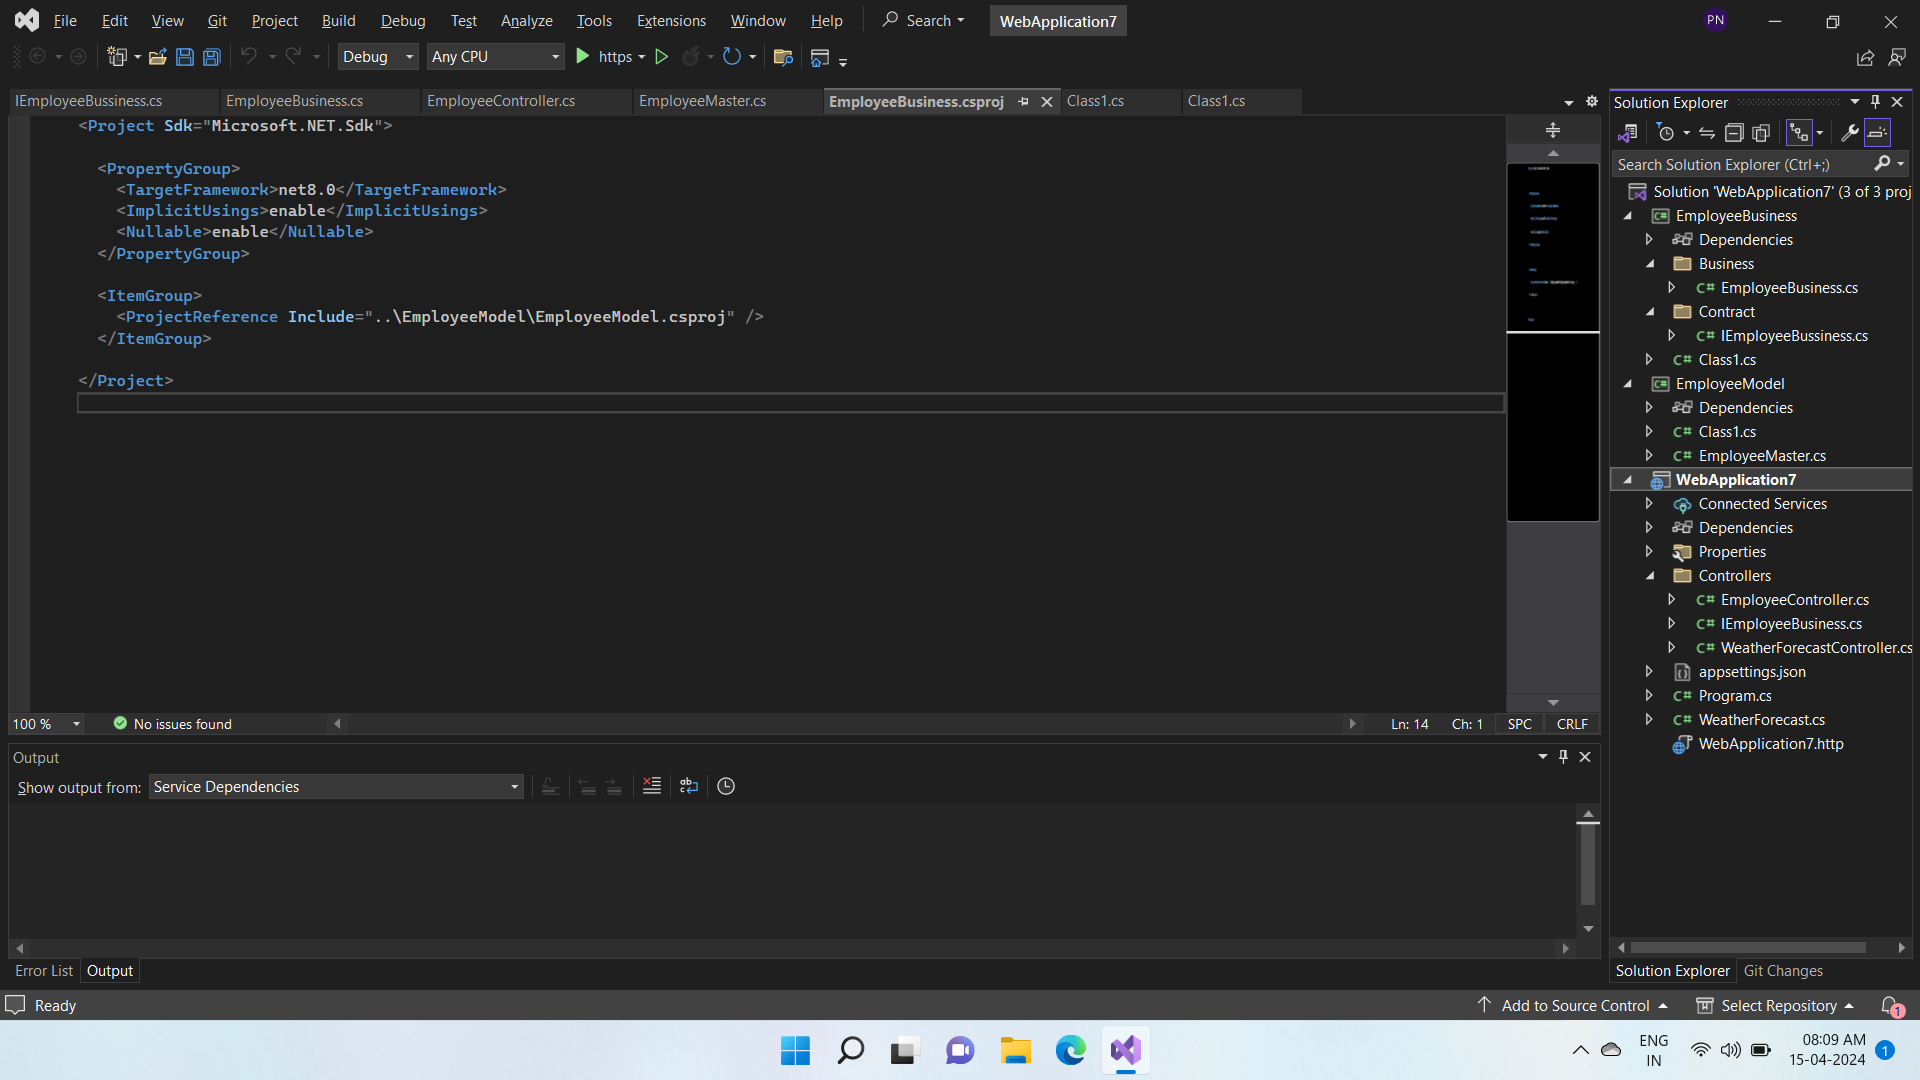 File Edit View Git Project Build Debug Test Analyze Tools Extensions Window Help Search WebApplication7 PN
Debug Any CPU https
IEmployeeBussiness.cs EmployeeBusiness.cs EmployeeController.cs EmployeeMaster.cs EmployeeBusiness.csproj Class1.cs Class1.cs
<Project Sdk="Microsoft.NET.Sdk">
<PropertyGroup>
<TargetFramework>net8.0</TargetFramework>
<ImplicitUsings>enable</ImplicitUsings>
<Nullable>enable</Nullable>
</PropertyGroup>
<ItemGroup>
<ProjectReference Include="..\EmployeeModel\EmployeeModel.csproj" />
</ItemGroup>
</Project>
100 % No issues found Ln: 14 Ch: 1 SPC CRLF
Output
Show output from: Service Dependencies
Error List Output
Solution Explorer
Search Solution Explorer (Ctrl+;)
Solution 'WebApplication7' (3 of 3 proj
EmployeeBusiness
Dependencies
Business
C# EmployeeBusiness.cs
Contract
C# IEmployeeBussiness.cs
C# Class1.cs
EmployeeModel
Dependencies
C# Class1.cs
C# EmployeeMaster.cs
WebApplication7
Connected Services
Dependencies
Properties
Controllers
C# EmployeeController.cs
C# IEmployeeBusiness.cs
C# WeatherForecastController.cs
appsettings.json
C# Program.cs
C# WeatherForecast.cs
WebApplication7.http
Solution Explorer Git Changes
Ready Add to Source Control Select Repository 1
ENG
IN
08:09 AM
15-04-2024
1